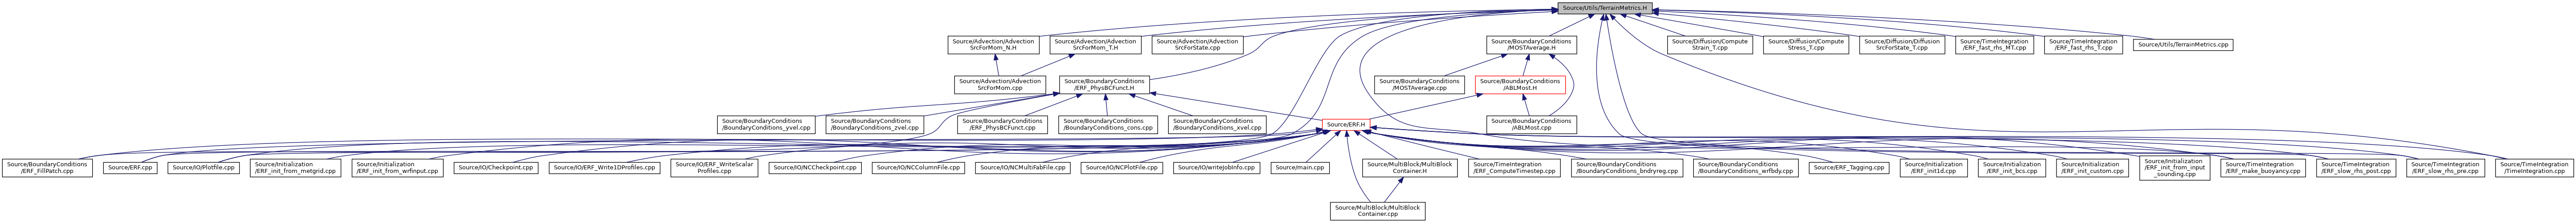 Source/Utils/TerrainMetrics.H
Source/Advection/Advection
SrcForMom_N.H
Source/Advection/Advection
SrcForMom_T.H
Source/Advection/Advection
SrcForState.cpp
Source/BoundaryConditions
/MOSTAverage.H
Source/Diffusion/Compute
Strain_T.cpp
Source/Diffusion/Compute
Stress_T.cpp
Source/Diffusion/Diffusion
SrcForState_T.cpp
Source/TimeIntegration
/ERF_fast_rhs_MT.cpp
Source/TimeIntegration
/ERF_fast_rhs_T.cpp
Source/Utils/TerrainMetrics.cpp
Source/Advection/Advection
SrcForMom.cpp
Source/BoundaryConditions
/ERF_PhysBCFunct.H
Source/BoundaryConditions
/MOSTAverage.cpp
Source/BoundaryConditions
/ABLMost.H
Source/BoundaryConditions
/BoundaryConditions_yvel.cpp
Source/BoundaryConditions
/BoundaryConditions_zvel.cpp
Source/BoundaryConditions
/ERF_PhysBCFunct.cpp
Source/BoundaryConditions
/BoundaryConditions_cons.cpp
Source/BoundaryConditions
/BoundaryConditions_xvel.cpp
Source/ERF.H
Source/BoundaryConditions
/ABLMost.cpp
Source/BoundaryConditions
/ERF_FillPatch.cpp
Source/ERF.cpp
Source/IO/Plotfile.cpp
Source/Initialization
/ERF_init_from_metgrid.cpp
Source/Initialization
/ERF_init_from_wrfinput.cpp
Source/IO/Checkpoint.cpp
Source/IO/ERF_Write1DProfiles.cpp
Source/IO/ERF_WriteScalar
Profiles.cpp
Source/IO/NCCheckpoint.cpp
Source/IO/NCColumnFile.cpp
Source/IO/NCMultiFabFile.cpp
Source/IO/NCPlotFile.cpp
Source/IO/writeJobInfo.cpp
Source/main.cpp
Source/MultiBlock/MultiBlock
Container.H
Source/TimeIntegration
/ERF_ComputeTimestep.cpp
Source/BoundaryConditions
/BoundaryConditions_bndryreg.cpp
Source/BoundaryConditions
/BoundaryConditions_wrfbdy.cpp
Source/ERF_Tagging.cpp
Source/Initialization
/ERF_init1d.cpp
Source/Initialization
/ERF_init_bcs.cpp
Source/Initialization
/ERF_init_custom.cpp
Source/Initialization
/ERF_init_from_input
_sounding.cpp
Source/TimeIntegration
/ERF_make_buoyancy.cpp
Source/TimeIntegration
/ERF_slow_rhs_post.cpp
Source/TimeIntegration
/ERF_slow_rhs_pre.cpp
Source/TimeIntegration
/TimeIntegration.cpp
Source/MultiBlock/MultiBlock
Container.cpp